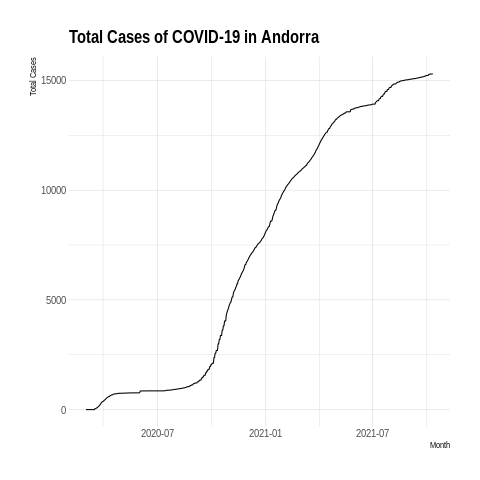 Total Cases of COVID-19 in Andorra
Total Cases
15000
10000
5000
0
2020-07
2021-01
2021-07
Month